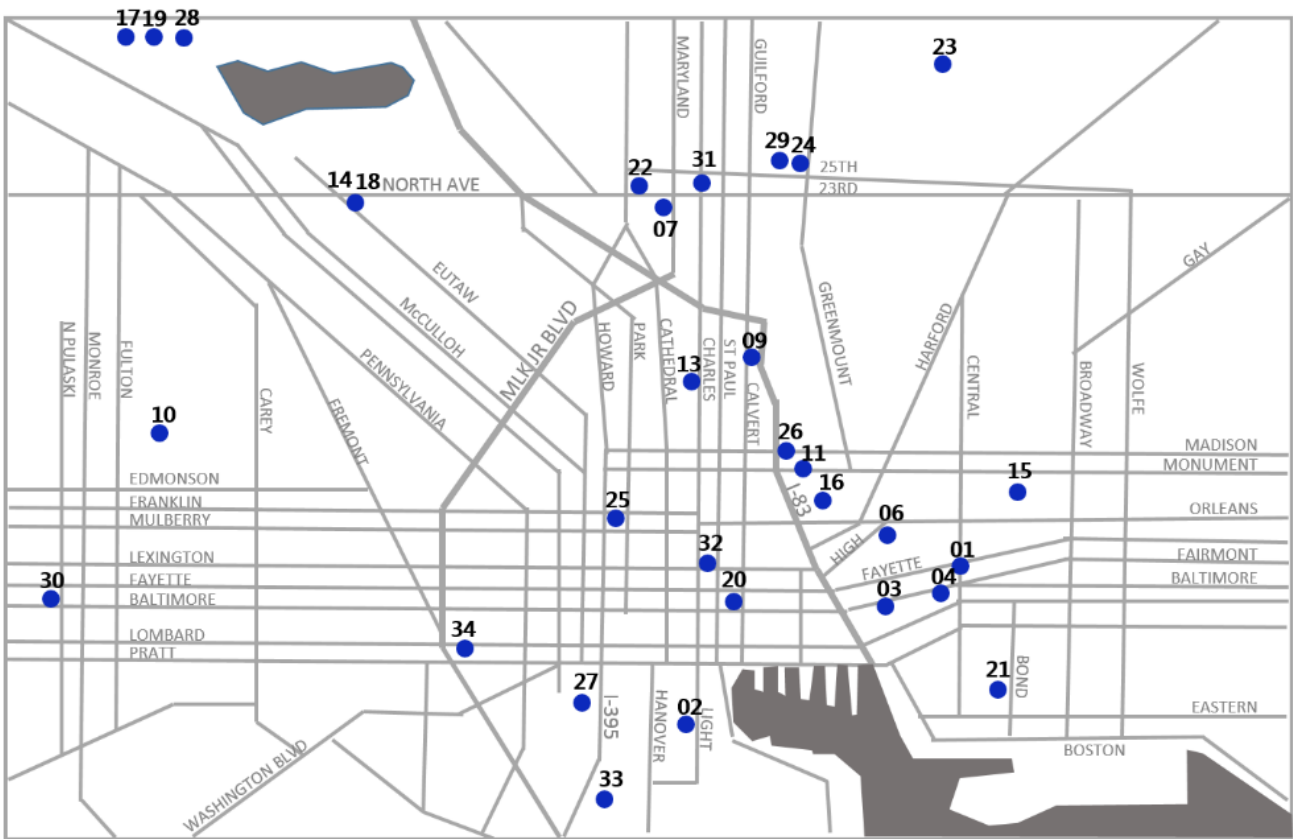 17 19 28
23
MARYLAND
GUILFORD
29 24
22
31
25TH
23RD
14 18
NORTH AVE
07
EUTAW
McCULLOH
PENNSYLVANIA
MLK JR BLVD
HOWARD
PARK
CATHEDRAL
CHARLES
ST PAUL
CALVERT
09
13
GREENMOUNT
HARFORD
CENTRAL
BROADWAY
WOLFE
GAY
N PULASKI
MONROE
FULTON
CAREY
FREMONT
10
26
11
16
I-83
15
MADISON
MONUMENT
EDMONSON
FRANKLIN
MULBERRY
25
06
ORLEANS
HIGH
LEXINGTON
FAYETTE
BALTIMORE
30
32
20
FAYETTE
01
03
04
FAIRMONT
BALTIMORE
LOMBARD
PRATT
34
27
I-395
HANOVER
02
LIGHT
21
BOND
EASTERN
BOSTON
WASHINGTON BLVD
33